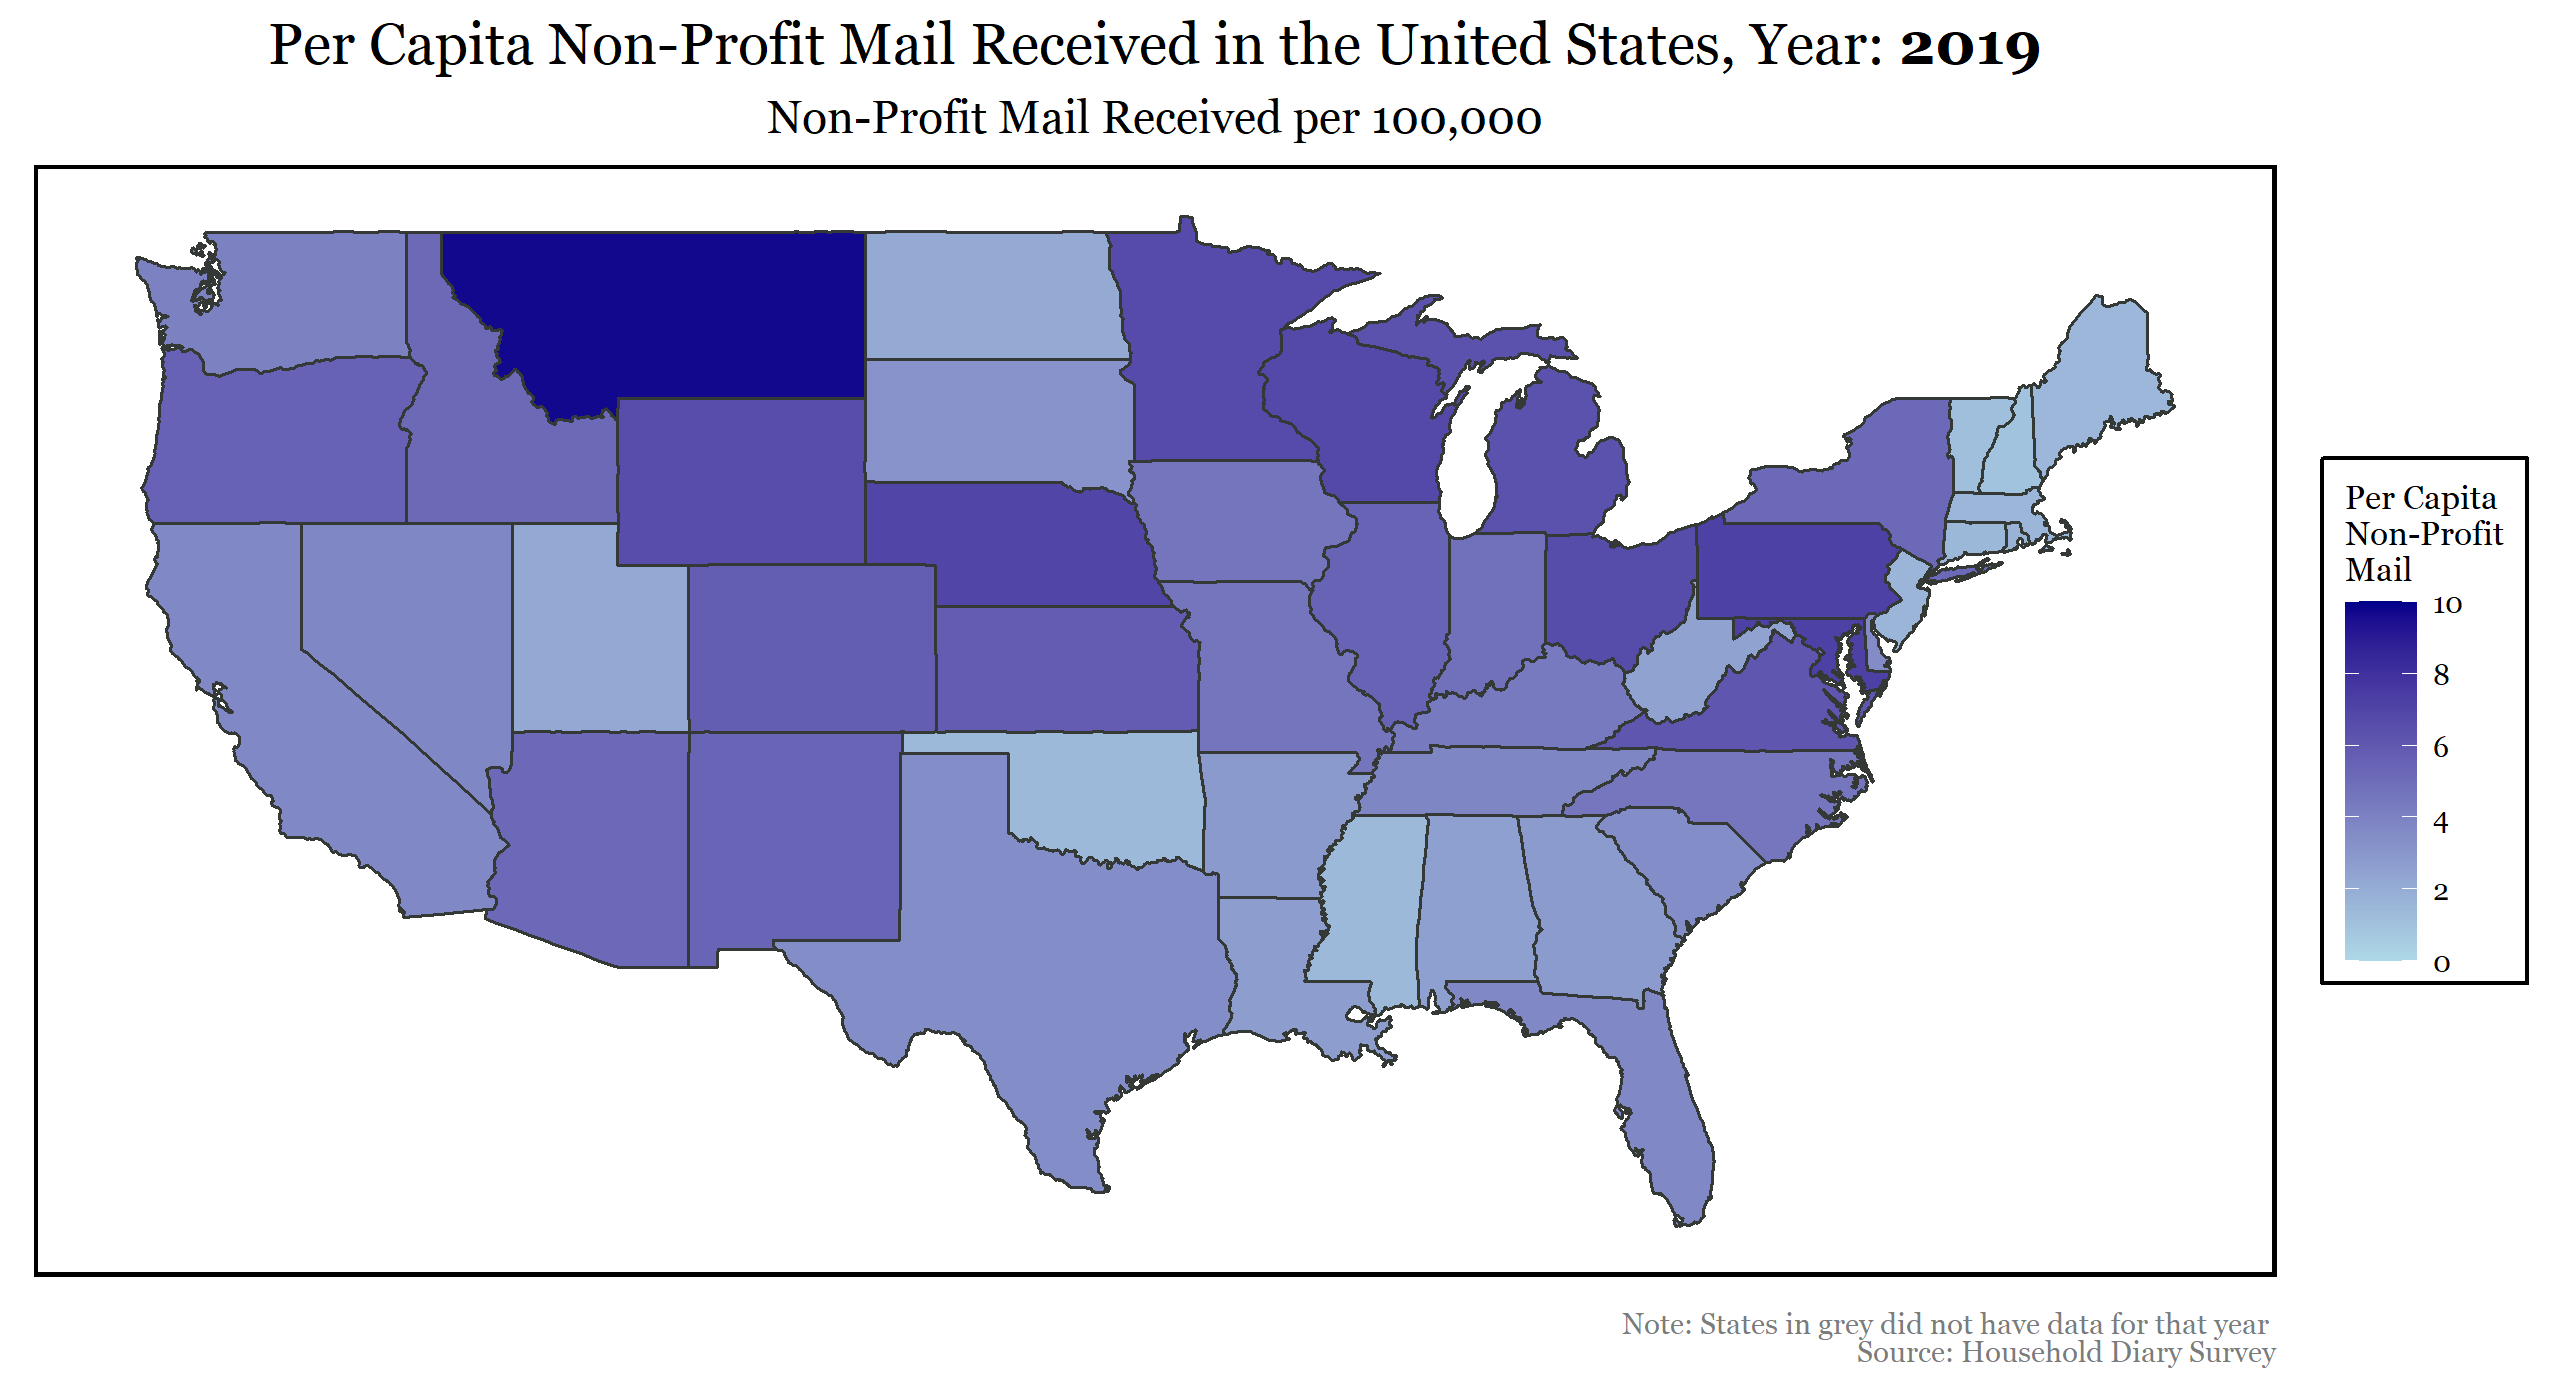 Per Capita Non-Profit Mail Received in the United States, Year: 2019
Non-Profit Mail Received per 100,000
Per Capita
Non-Profit
Mail
10
8
6
4
2
0
Note: States in grey did not have data for that year
Source: Household Diary Survey